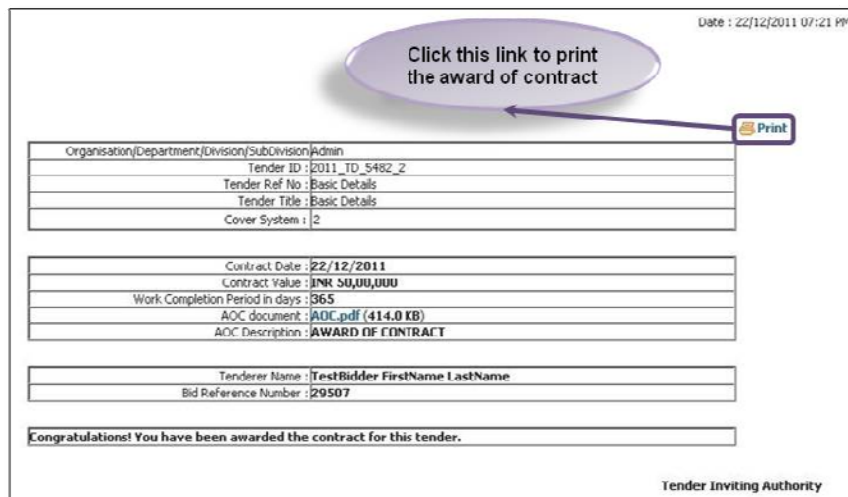 Date : 22/12/2011 07:21 PM
Click this link to print
the award of contract
Print
Organisation/Department/Division/SubDivision Admin
Tender ID : 2011_TD_5482_2
Tender Ref No : Basic Details
Tender Title : Basic Details
Cover System : 2
Contract Date : 22/12/2011
Contract Value : INR 50,00,000
Work Completion Period in days : 365
AOC document : AOC.pdf (414.0 KB)
AOC Description : AWARD OF CONTRACT
Tenderer Name : TestBidder FirstName LastName
Bid Reference Number : 29507
Congratulations! You have been awarded the contract for this tender.
Tender Inviting Authority